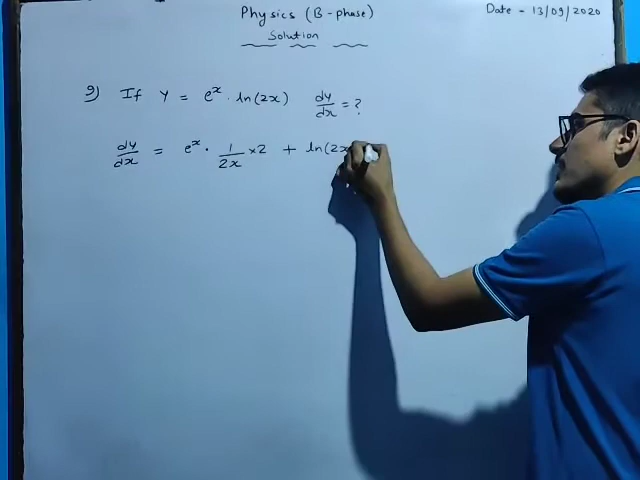 Physics (B-phase)
Date - 13/09/2020
Solution
9) If Y = e^x · ln(2x) dy/dx = ?
dy/dx = e^x · 1/2x × 2 + ln(2x